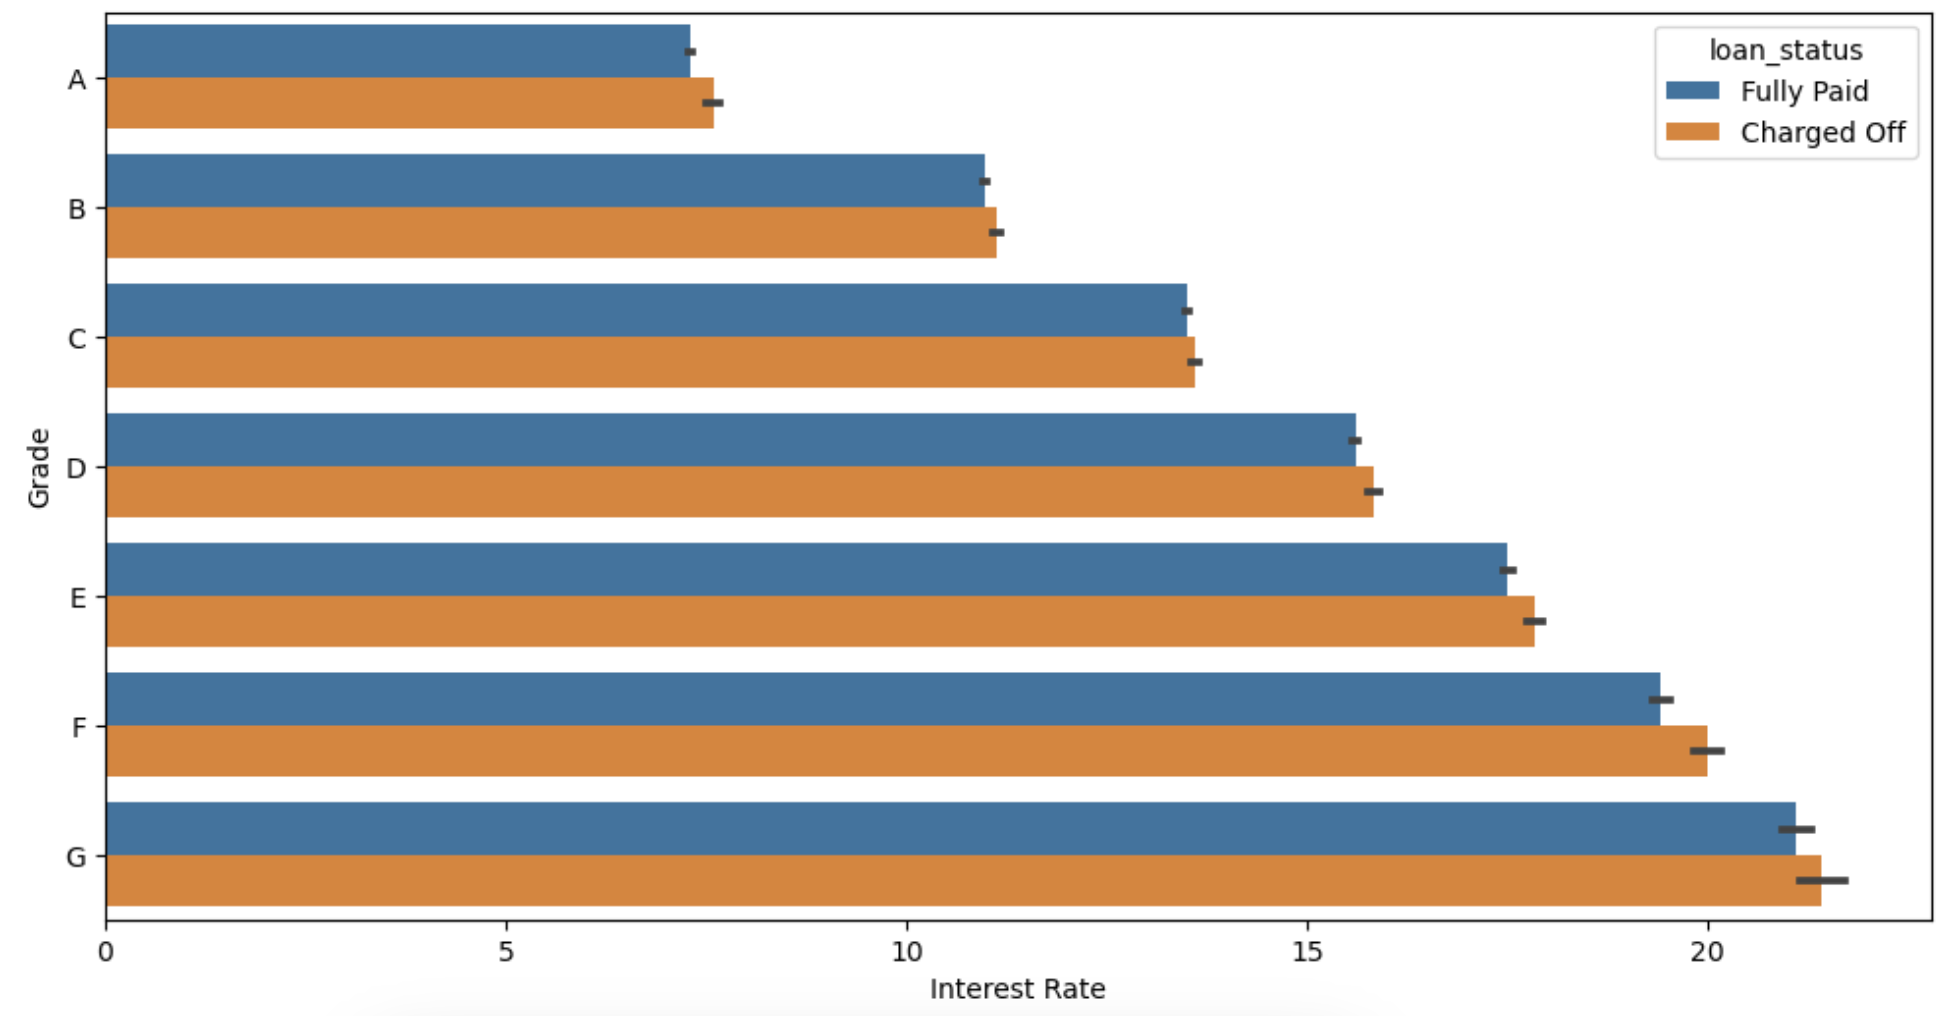 loan_status
Fully Paid
Charged Off
Grade
A
B
C
D
E
F
G
0 5 10 15 20
Interest Rate